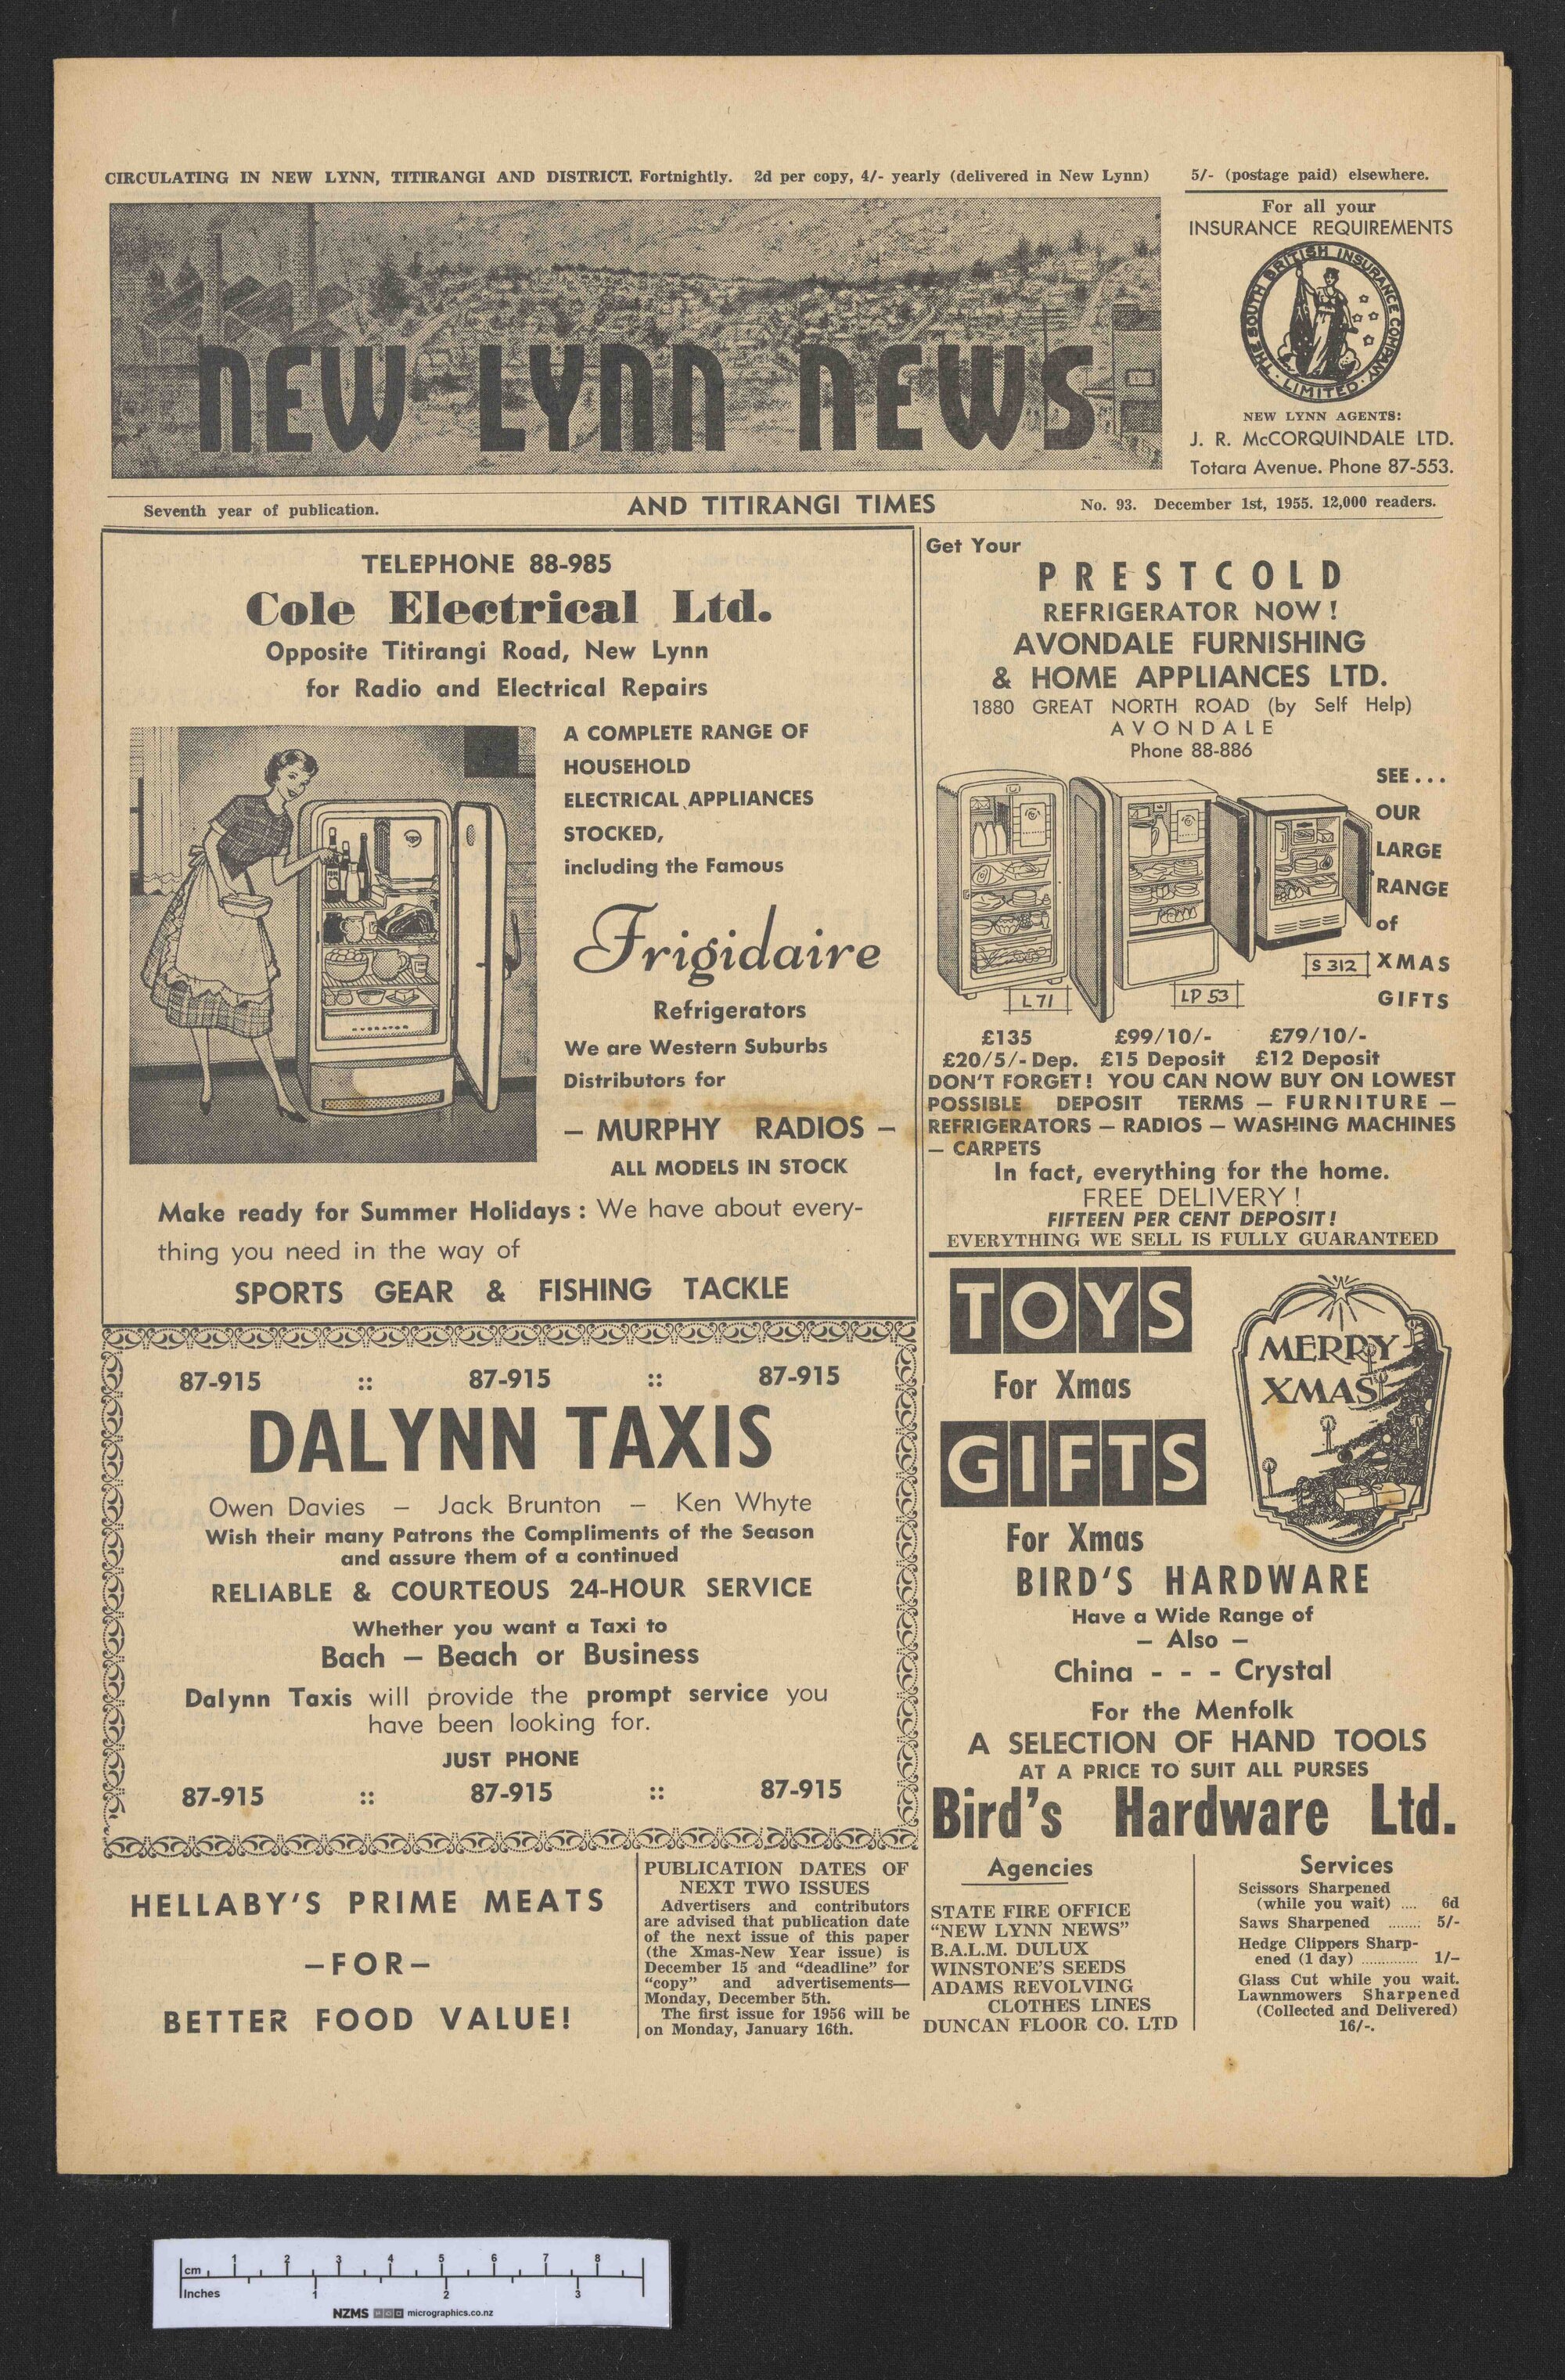 CIRCULATING IN NEW LYNN, TITIRANGI AND DISTRICT. Fortnightly. 2d per copy, 4/- yearly (delivered in New Lynn) 5/- (postage paid) elsewhere.
NEW LYNN NEWS
For all your
INSURANCE REQUIREMENTS
THE SOUTH BRITISH INSURANCE COMPANY · LIMITED ·
NEW LYNN AGENTS:
J. R. McCORQUINDALE LTD.
Totara Avenue. Phone 87-553.
Seventh year of publication.
AND TITIRANGI TIMES
No. 93. December 1st, 1955. 12,000 readers.
TELEPHONE 88-985
Cole Electrical Ltd.
Opposite Titirangi Road, New Lynn
for Radio and Electrical Repairs
A COMPLETE RANGE OF
HOUSEHOLD
ELECTRICAL APPLIANCES
STOCKED,
including the Famous
Frigidaire
Refrigerators
We are Western Suburbs
Distributors for
— MURPHY RADIOS —
ALL MODELS IN STOCK
Make ready for Summer Holidays : We have about every-
thing you need in the way of
SPORTS GEAR & FISHING TACKLE
87-915 :: 87-915 :: 87-915
DALYNN TAXIS
Owen Davies — Jack Brunton — Ken Whyte
Wish their many Patrons the Compliments of the Season
and assure them of a continued
RELIABLE & COURTEOUS 24-HOUR SERVICE
Whether you want a Taxi to
Bach — Beach or Business
Dalynn Taxis will provide the prompt service you
have been looking for.
JUST PHONE
87-915 :: 87-915 :: 87-915
HELLABY'S PRIME MEATS
—FOR—
BETTER FOOD VALUE!
PUBLICATION DATES OF
NEXT TWO ISSUES
Advertisers and contributors
are advised that publication date
of the next issue of this paper
(the Xmas-New Year issue) is
December 15 and "deadline" for
"copy" and advertisements—
Monday, December 5th.
The first issue for 1956 will be
on Monday, January 16th.
Get Your
PRESTCOLD
REFRIGERATOR NOW !
AVONDALE FURNISHING
& HOME APPLIANCES LTD.
1880 GREAT NORTH ROAD (by Self Help)
AVONDALE
Phone 88-886
SEE . . .
OUR
LARGE
RANGE
of
XMAS
GIFTS
L 71
LP 53
S 312
£135 £99/10/- £79/10/-
£20/5/- Dep. £15 Deposit £12 Deposit
DON'T FORGET ! YOU CAN NOW BUY ON LOWEST
POSSIBLE DEPOSIT TERMS — FURNITURE —
REFRIGERATORS — RADIOS — WASHING MACHINES
— CARPETS
In fact, everything for the home.
FREE DELIVERY !
FIFTEEN PER CENT DEPOSIT !
EVERYTHING WE SELL IS FULLY GUARANTEED
TOYS
For Xmas
GIFTS
For Xmas
MERRY
XMAS
BIRD'S HARDWARE
Have a Wide Range of
— Also —
China - - - Crystal
For the Menfolk
A SELECTION OF HAND TOOLS
AT A PRICE TO SUIT ALL PURSES
Bird's Hardware Ltd.
Agencies
STATE FIRE OFFICE
"NEW LYNN NEWS"
B.A.L.M. DULUX
WINSTONE'S SEEDS
ADAMS REVOLVING
CLOTHES LINES
DUNCAN FLOOR CO. LTD
Services
Scissors Sharpened
(while you wait) .... 6d
Saws Sharpened ........ 5/-
Hedge Clippers Sharp-
ened (1 day) .............. 1/-
Glass Cut while you wait.
Lawnmowers Sharpened
(Collected and Delivered)
16/-.
cm 1 2 3 4 5 6 7 8
Inches 1 2 3
NZMS micrographics.co.nz